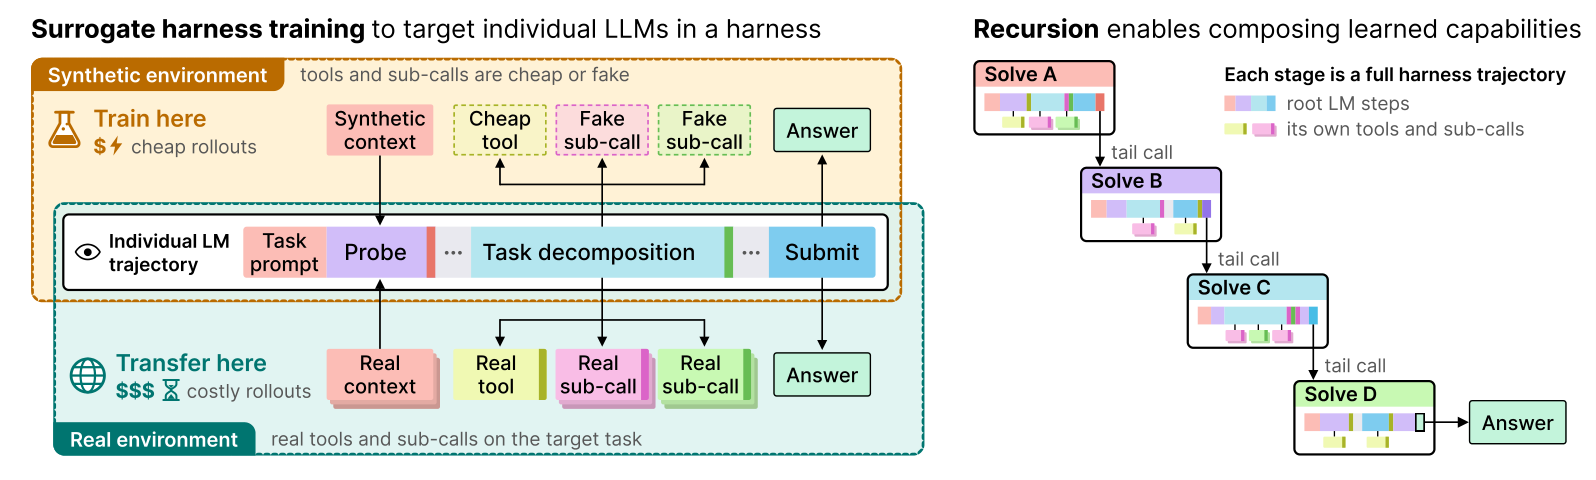 Surrogate harness training to target individual LLMs in a harness
Synthetic environment
tools and sub-calls are cheap or fake
Train here
$ cheap rollouts
Synthetic
context
Cheap
tool
Fake
sub-call
Fake
sub-call
Answer
Individual LM
trajectory
Task
prompt
Probe
...
Task decomposition
...
Submit
Transfer here
$$$ costly rollouts
Real
context
Real
tool
Real
sub-call
Real
sub-call
Answer
Real environment
real tools and sub-calls on the target task
Recursion enables composing learned capabilities
Each stage is a full harness trajectory
root LM steps
its own tools and sub-calls
Solve A
tail call
Solve B
tail call
Solve C
tail call
Solve D
Answer